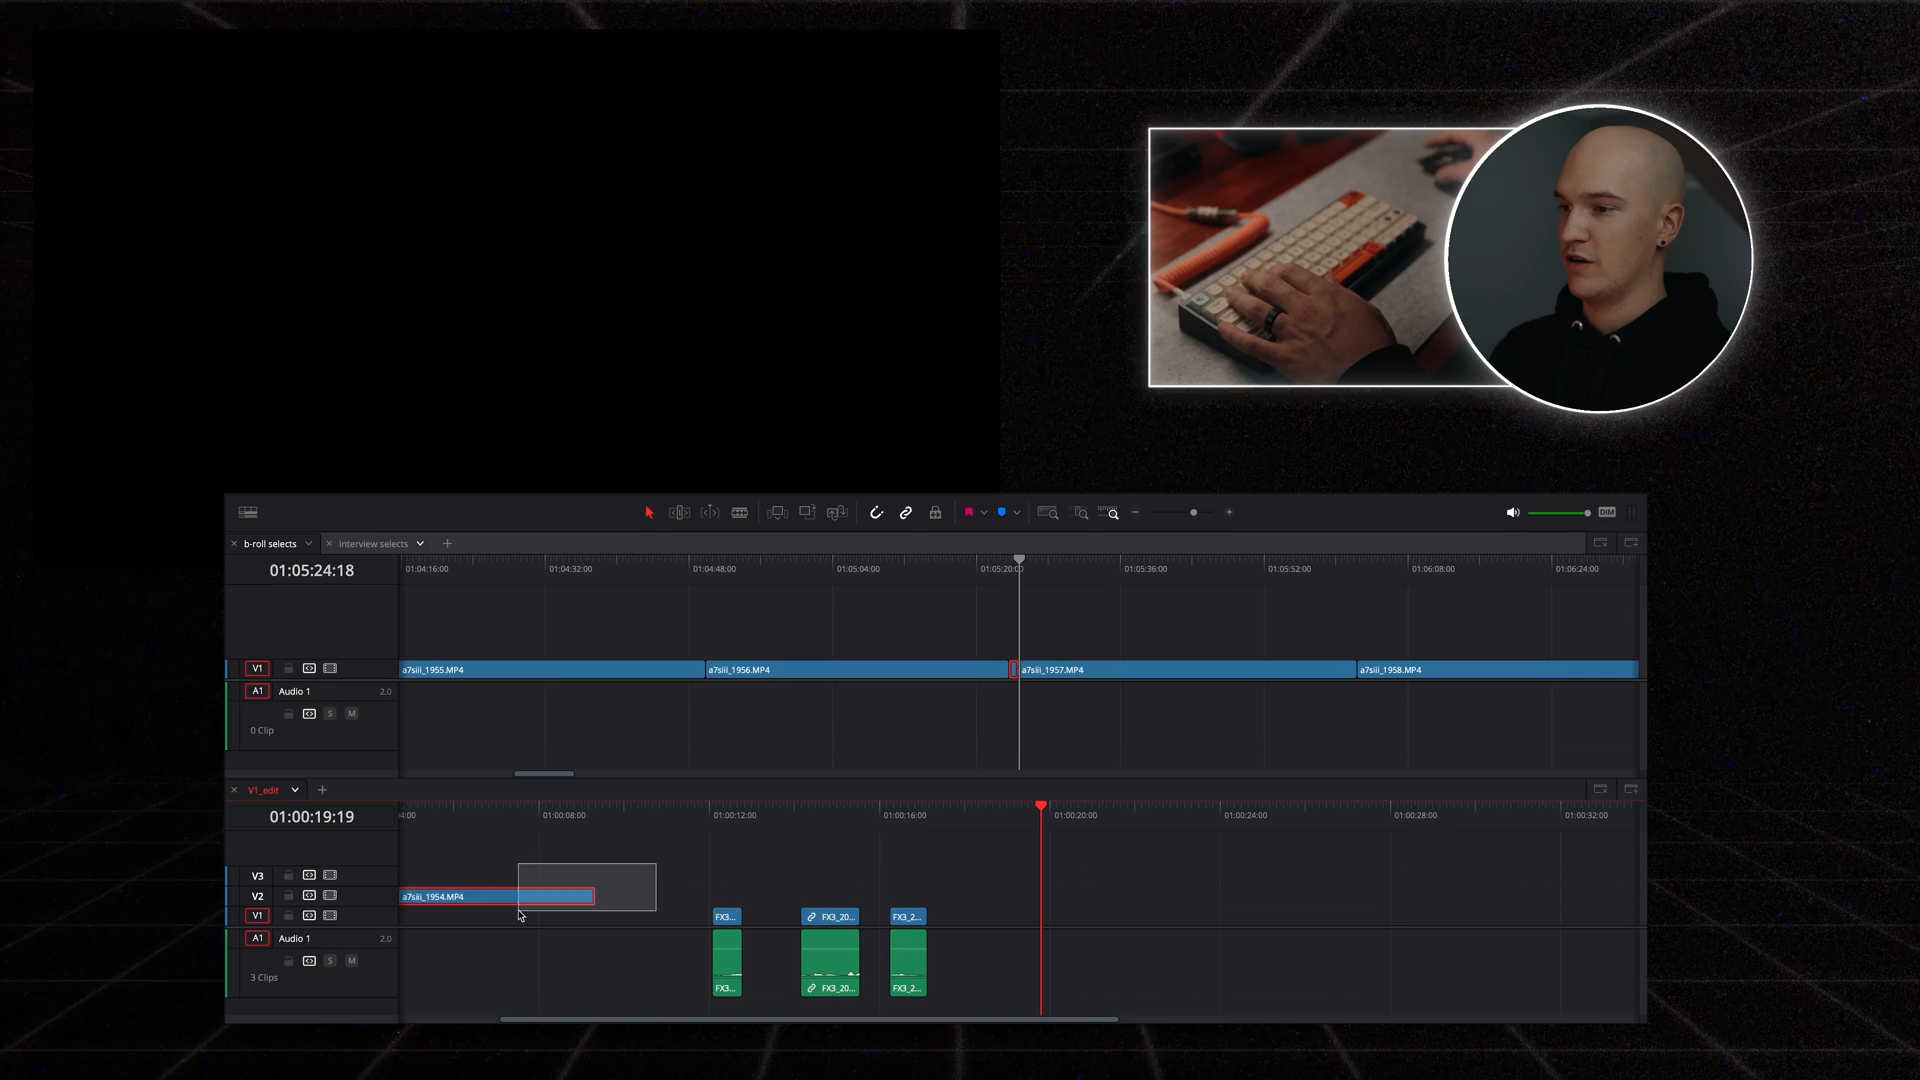 DIM
b-roll selects
interview selects
01:05:24:18
01:04:16:00
01:04:32:00
01:04:48:00
01:05:04:00
01:05:20:0
01:05:36:00
01:05:52:00
01:06:08:00
01:06:24:00
V1
a7siii_1955.MP4
a7siii_1956.MP4
a7siii_1957.MP4
a7siii_1958.MP4
A1 Audio 1 2.0
S M
0 Clip
V1_edit
01:00:19:19
4:00
01:00:08:00
01:00:12:00
01:00:16:00
01:00:20:00
01:00:24:00
01:00:28:00
01:00:32:00
V3
V2
a7siii_1954.MP4
V1
FX3...
FX3_20...
FX3_2...
A1 Audio 1 2.0
S M
3 Clips
FX3...
FX3_20...
FX3_2...